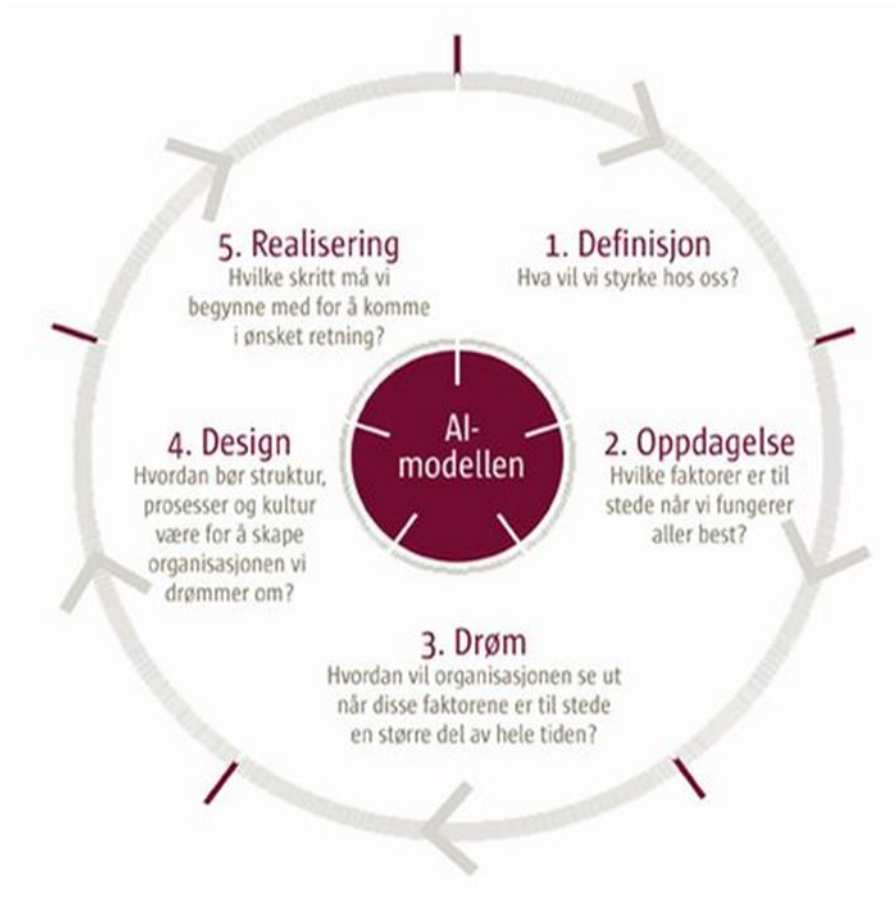 1. Definisjon
Hva vil vi styrke hos oss?
2. Oppdagelse
Hvilke faktorer er til
stede når vi fungerer
aller best?
3. Drøm
Hvordan vil organisasjonen se ut
når disse faktorene er til stede
en større del av hele tiden?
4. Design
Hvordan bør struktur,
prosesser og kultur
være for å skape
organisasjonen vi
drømmer om?
5. Realisering
Hvilke skritt må vi
begynne med for å komme
i ønsket retning?
AI-
modellen